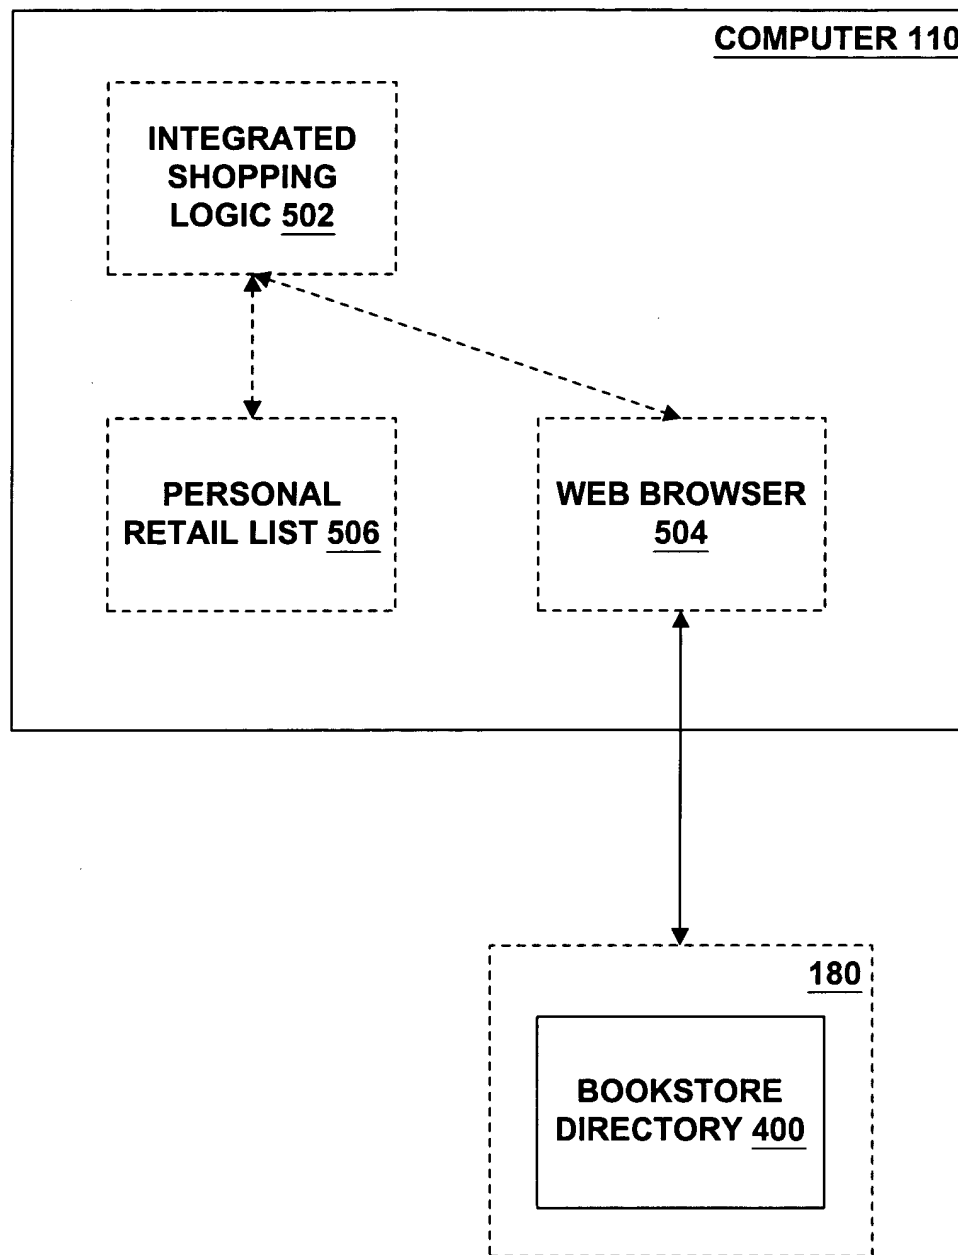 COMPUTER 110
INTEGRATED
SHOPPING
LOGIC 502
PERSONAL
RETAIL LIST 506
WEB BROWSER
504
180
BOOKSTORE
DIRECTORY 400